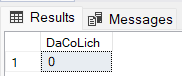 Results Messages
DaCoLich
1 0